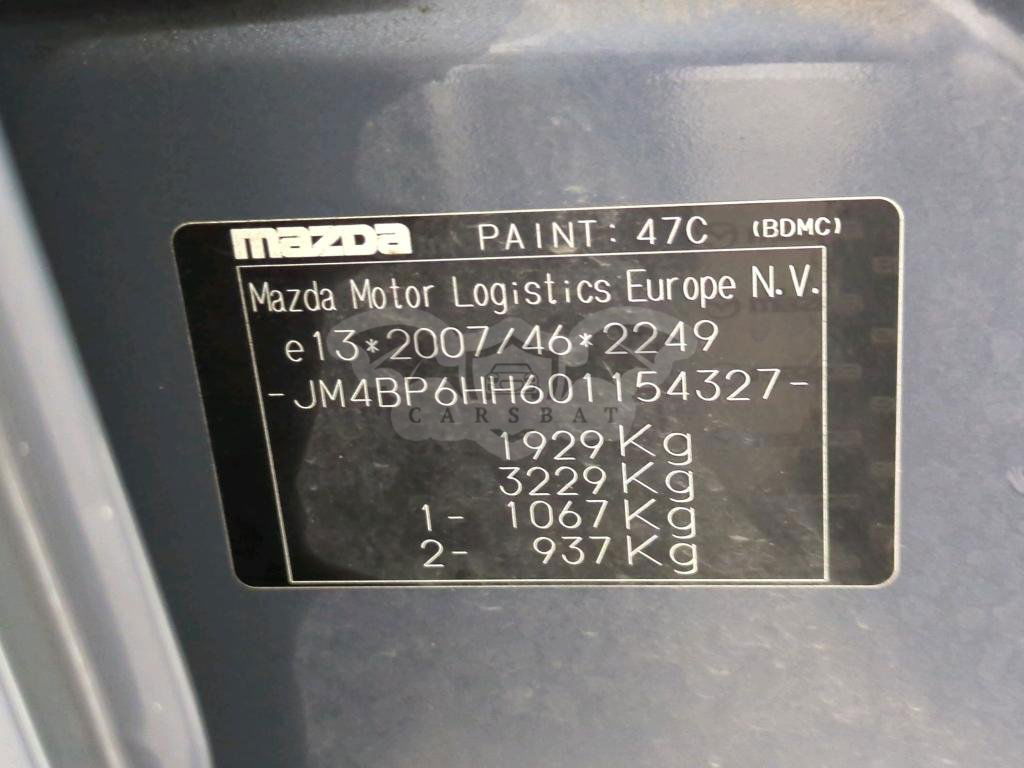 mazda PAINT: 47C (BDMC)
Mazda Motor Logistics Europe N.V.
e13*2007/46*2249
-JM4BP6HH601154327-
CARSBAT
1929 Kg
3229 Kg
1- 1067 Kg
2- 937 Kg